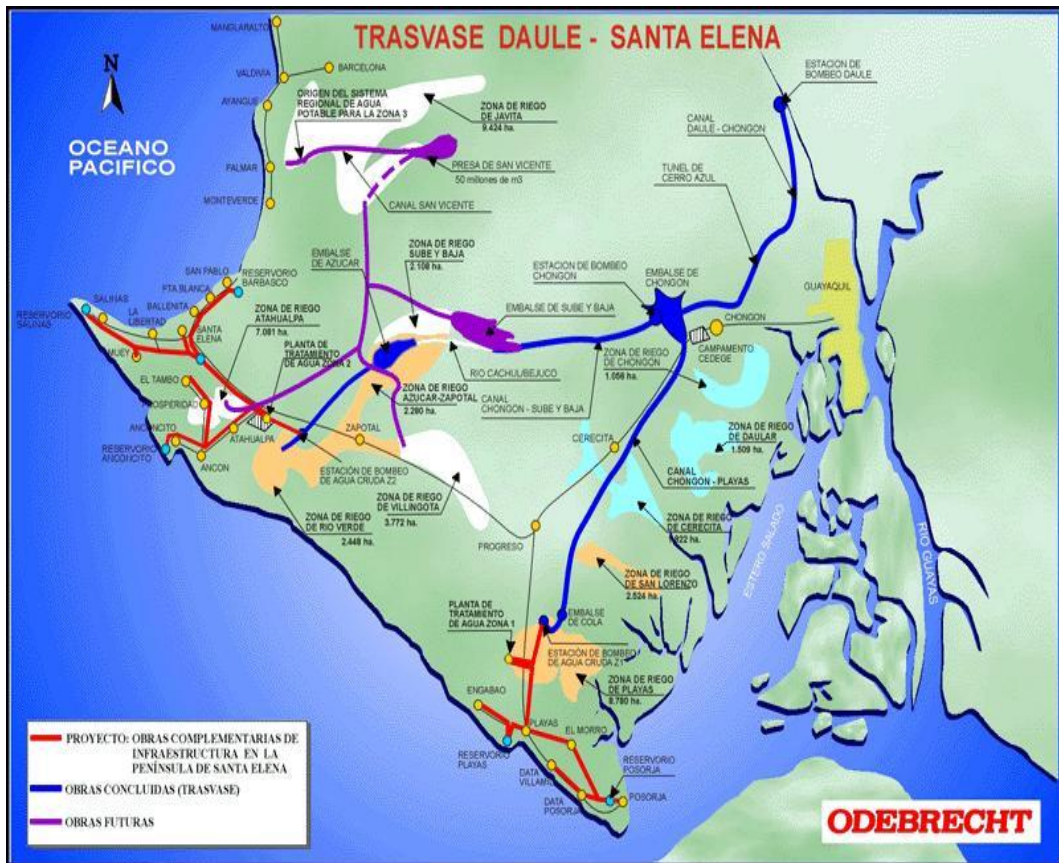 TRASVASE DAULE - SANTA ELENA
N
OCEANO
PACIFICO
MANGLARALTO
VALDIVIA
BARCELONA
AYANGUE
PALMAR
MONTEVERDE
ORIGEN DEL SISTEMA
REGIONAL DE AGUA
POTABLE PARA LA ZONA 3
ZONA DE RIEGO
DE JAVITA
9.424 ha.
PRESA DE SAN VICENTE
50 millones de m3
CANAL SAN VICENTE
ESTACION DE
BOMBEO DAULE
CANAL
DAULE - CHONGON
TUNEL DE
CERRO AZUL
EMBALSE
DE AZUCAR
ZONA DE RIEGO
SUBE Y BAJA
2.108 ha.
ESTACION DE BOMBEO
CHONGON
EMBALSE DE
CHONGON
GUAYAQUIL
EMBALSE DE SUBE Y BAJA
CHONGON
CAMPAMENTO
CEDEGE
SAN PABLO
RESERVORIO
BARBASCO
PTA BLANCA
BALLENITA
SALINAS
RESERVORIO
SALINAS
LA
LIBERTAD
SANTA
ELENA
MUEY
ZONA DE RIEGO
ATAHUALPA
7.081 ha.
PLANTA DE
TRATAMIENTO
DE AGUA ZONA 2
EL TAMBO
PROSPERIDAD
ANCONCITO
RESERVORIO
ANCONCITO
ATAHUALPA
ANCON
RIO CACHUL/BEJUCO
ZONA DE RIEGO
AZUCAR-ZAPOTAL
2.280 ha.
CANAL
CHONGON - SUBE Y BAJA
ZONA DE RIEGO
DE CHONGON
1.056 ha.
ZAPOTAL
CERECITA
ZONA DE RIEGO
DE DAULAR
1.509 ha.
ESTACIÓN DE BOMBEO
DE AGUA CRUDA Z2
CANAL
CHONGON - PLAYAS
ZONA DE RIEGO
DE RIO VERDE
2.448 ha.
ZONA DE RIEGO
DE VILLINGOTA
3.772 ha.
PROGRESO
ZONA DE RIEGO
DE CERECITA
ESTERO SALADO
RIO GUAYAS
ZONA DE RIEGO
DE SAN LORENZO
2.524 ha.
PLANTA DE
TRATAMIENTO
DE AGUA ZONA 1
EMBALSE
DE COLA
ESTACIÓN DE BOMBEO
DE AGUA CRUDA Z1
ZONA DE RIEGO
DE PLAYAS
8.780 ha.
ENGABAO
PLAYAS
EL MORRO
RESERVORIO
PLAYAS
RESERVORIO
POSORJA
DATA
DATA
POSORJA
POSORJA
PROYECTO: OBRAS COMPLEMENTARIAS DE
INFRAESTRUCTURA EN LA
PENÍNSULA DE SANTA ELENA
OBRAS CONCLUIDAS (TRASVASE)
OBRAS FUTURAS
ODEBRECHT